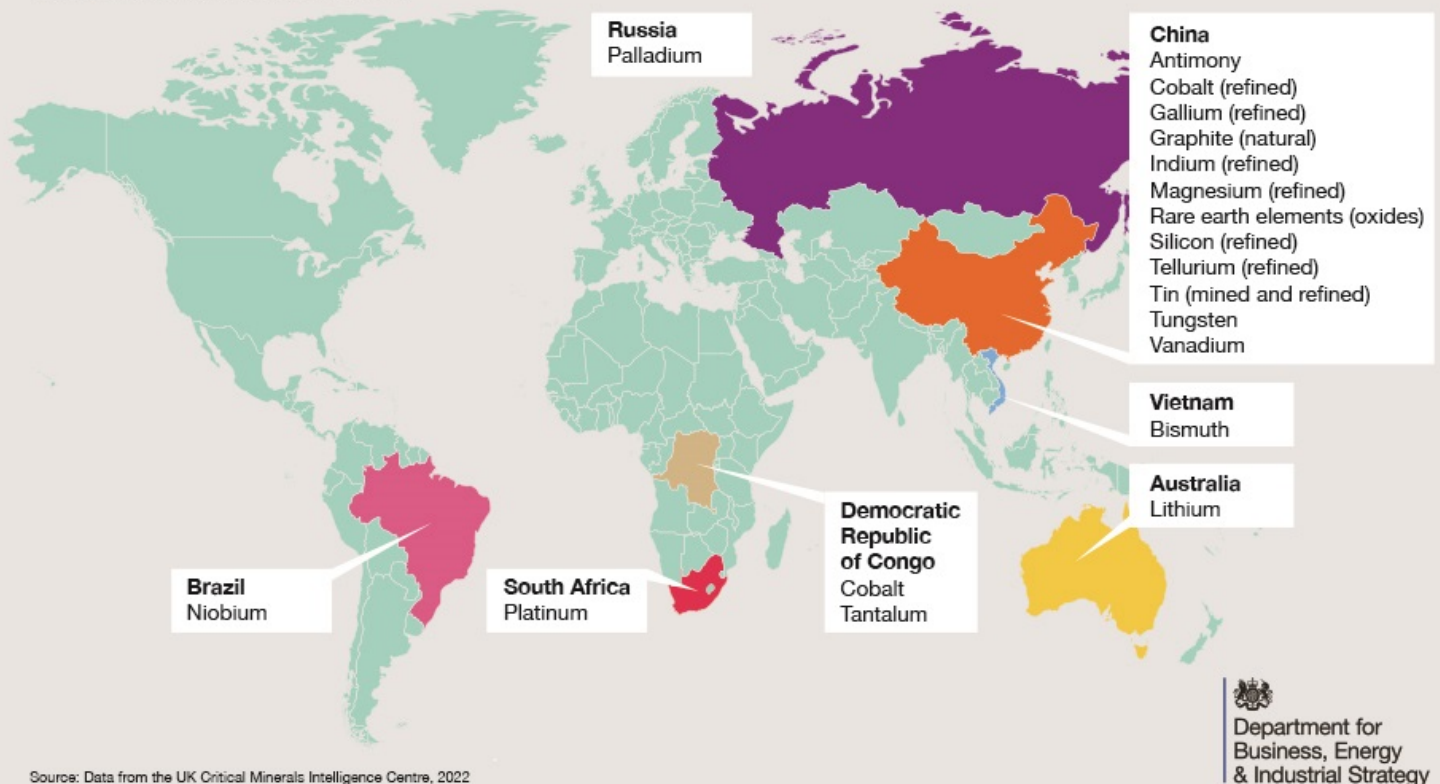 Russia
Palladium
China
Antimony
Cobalt (refined)
Gallium (refined)
Graphite (natural)
Indium (refined)
Magnesium (refined)
Rare earth elements (oxides)
Silicon (refined)
Tellurium (refined)
Tin (mined and refined)
Tungsten
Vanadium
Vietnam
Bismuth
Australia
Lithium
Democratic
Republic
of Congo
Cobalt
Tantalum
South Africa
Platinum
Brazil
Niobium
Department for
Business, Energy
& Industrial Strategy
Source: Data from the UK Critical Minerals Intelligence Centre, 2022